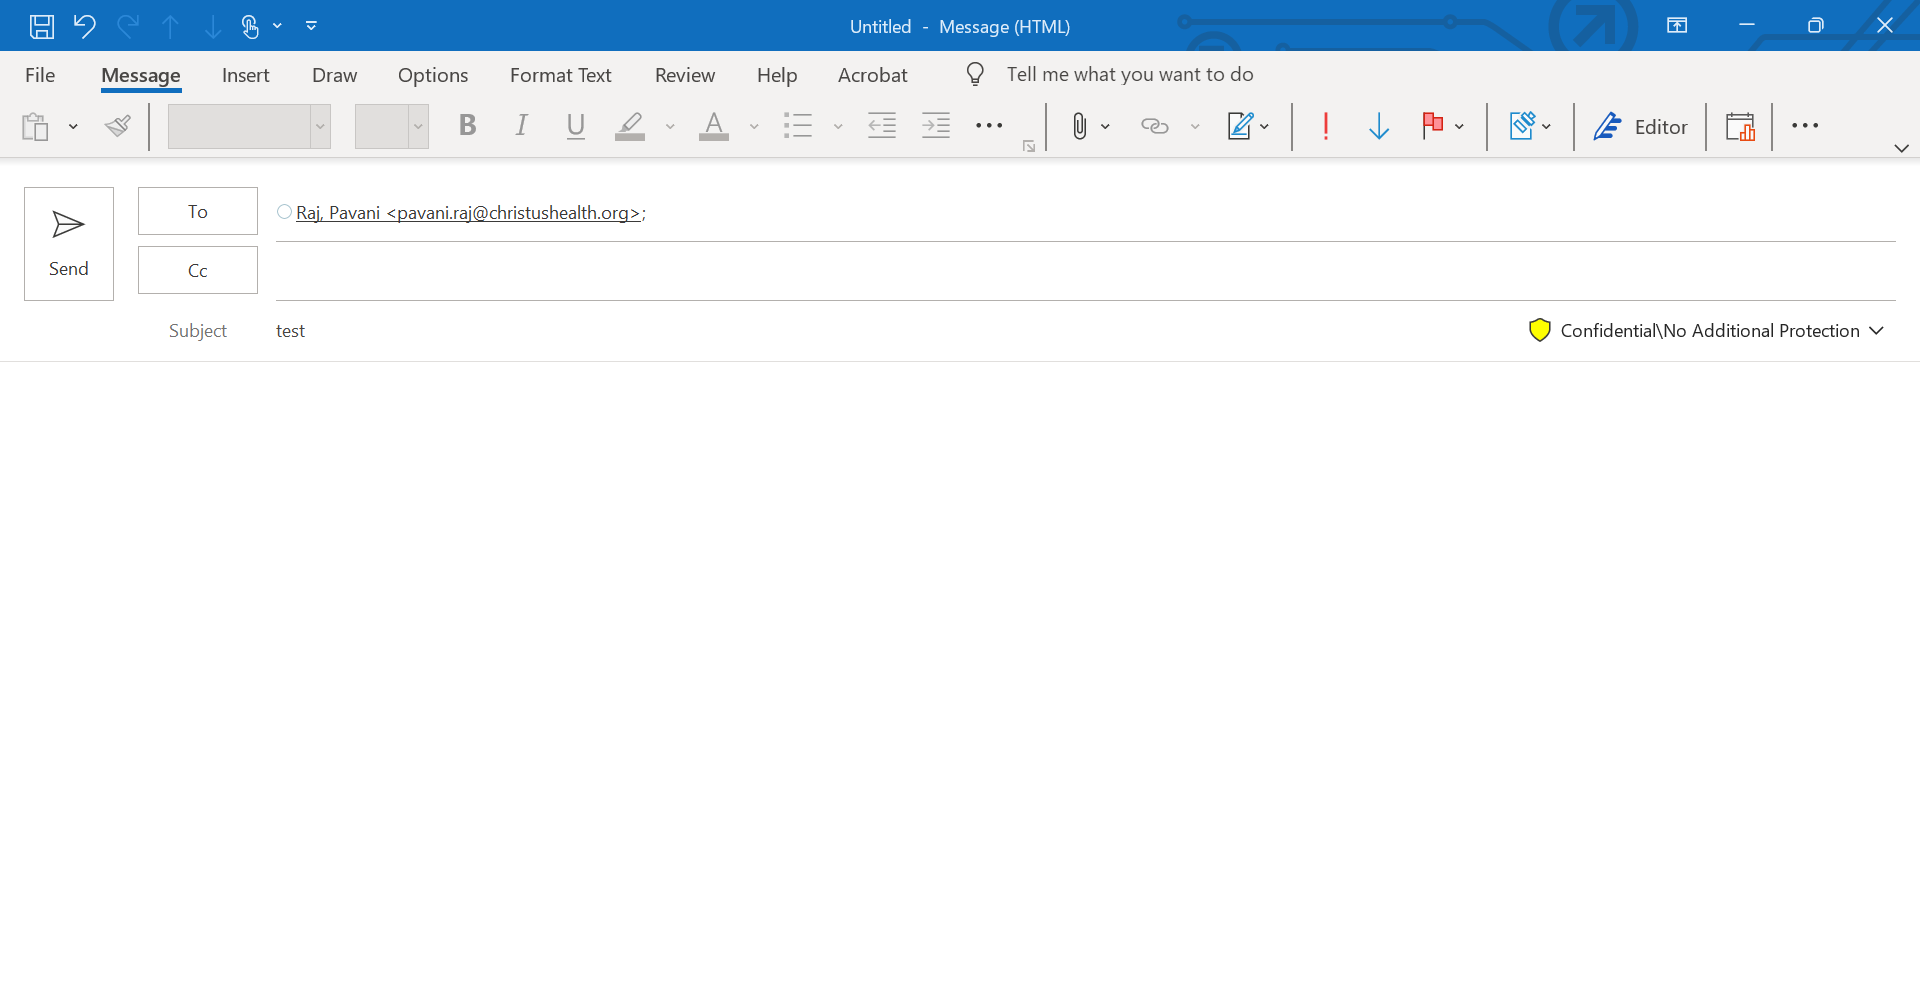 Untitled - Message (HTML)
File Message Insert Draw Options Format Text Review Help Acrobat Tell me what you want to do
B I U A Editor
To Raj, Pavani <pavani.raj@christushealth.org>;
Send
Cc
Subject test Confidential\No Additional Protection